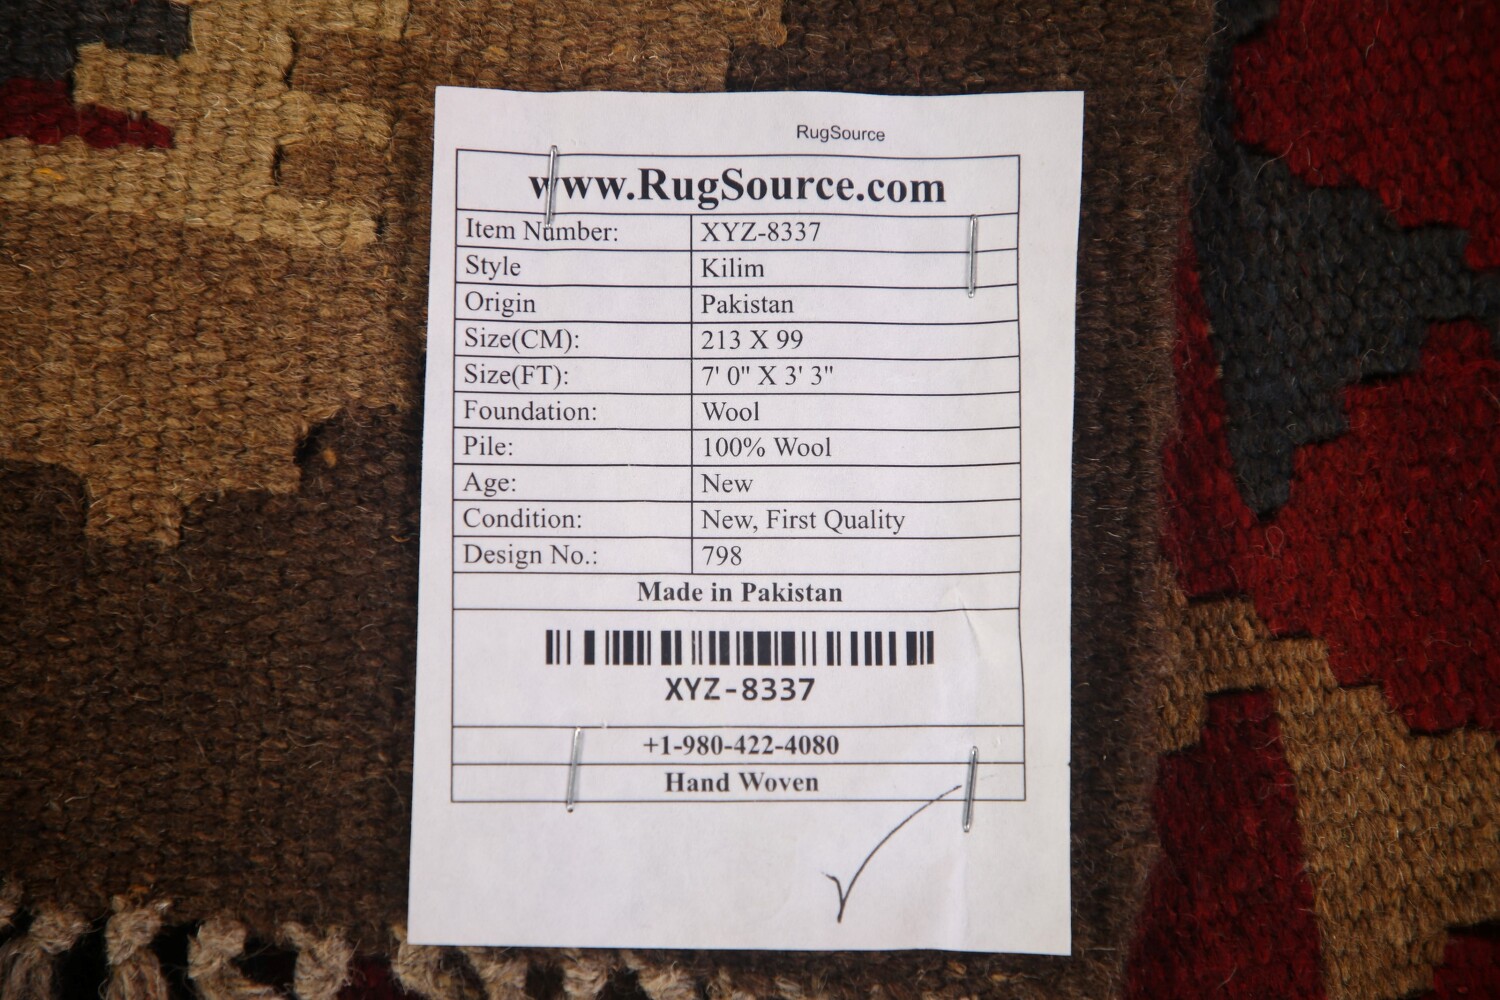 RugSource
www.RugSource.com
Item Number: XYZ-8337
Style Kilim
Origin Pakistan
Size(CM): 213 X 99
Size(FT): 7' 0" X 3' 3"
Foundation: Wool
Pile: 100% Wool
Age: New
Condition: New, First Quality
Design No.: 798
Made in Pakistan
XYZ-8337
+1-980-422-4080
Hand Woven